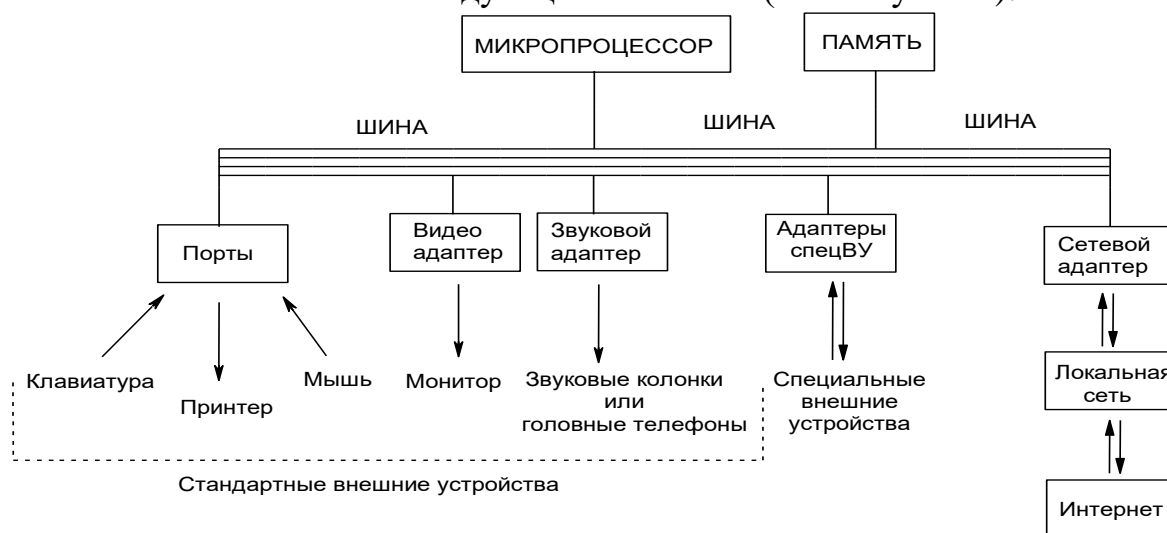 МИКРОПРОЦЕССОР
ПАМЯТЬ
ШИНА
ШИНА
ШИНА
Порты
Видео
адаптер
Звуковой
адаптер
Адаптеры
спецВУ
Сетевой
адаптер
Клавиатура
Принтер
Мышь
Монитор
Звуковые колонки
или
головные телефоны
Специальные
внешние
устройства
Локальная
сеть
Стандартные внешние устройства
Интернет